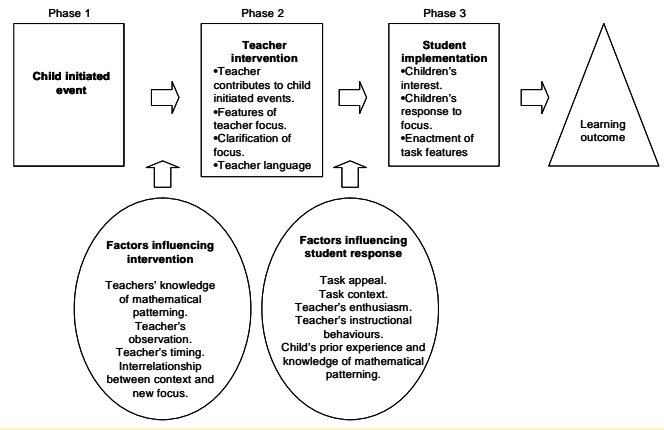 Phase 1
Phase 2
Phase 3
Child initiated
event
Teacher
intervention
•Teacher
contributes to child
initiated events.
•Features of
teacher focus.
•Clarification of
focus.
•Teacher language
Student
implementation
•Children's
interest.
•Children's
response to
focus.
•Enactment of
task features
Learning
outcome
Factors influencing
intervention
Teachers' knowledge
of mathematical
patterning.
Teacher's
observation.
Teacher's timing.
Interrelationship
between context and
new focus.
Factors influencing
student response
Task appeal.
Task context.
Teacher's enthusiasm.
Teacher's instructional
behaviours.
Child's prior experience and
knowledge of mathematical
patterning.